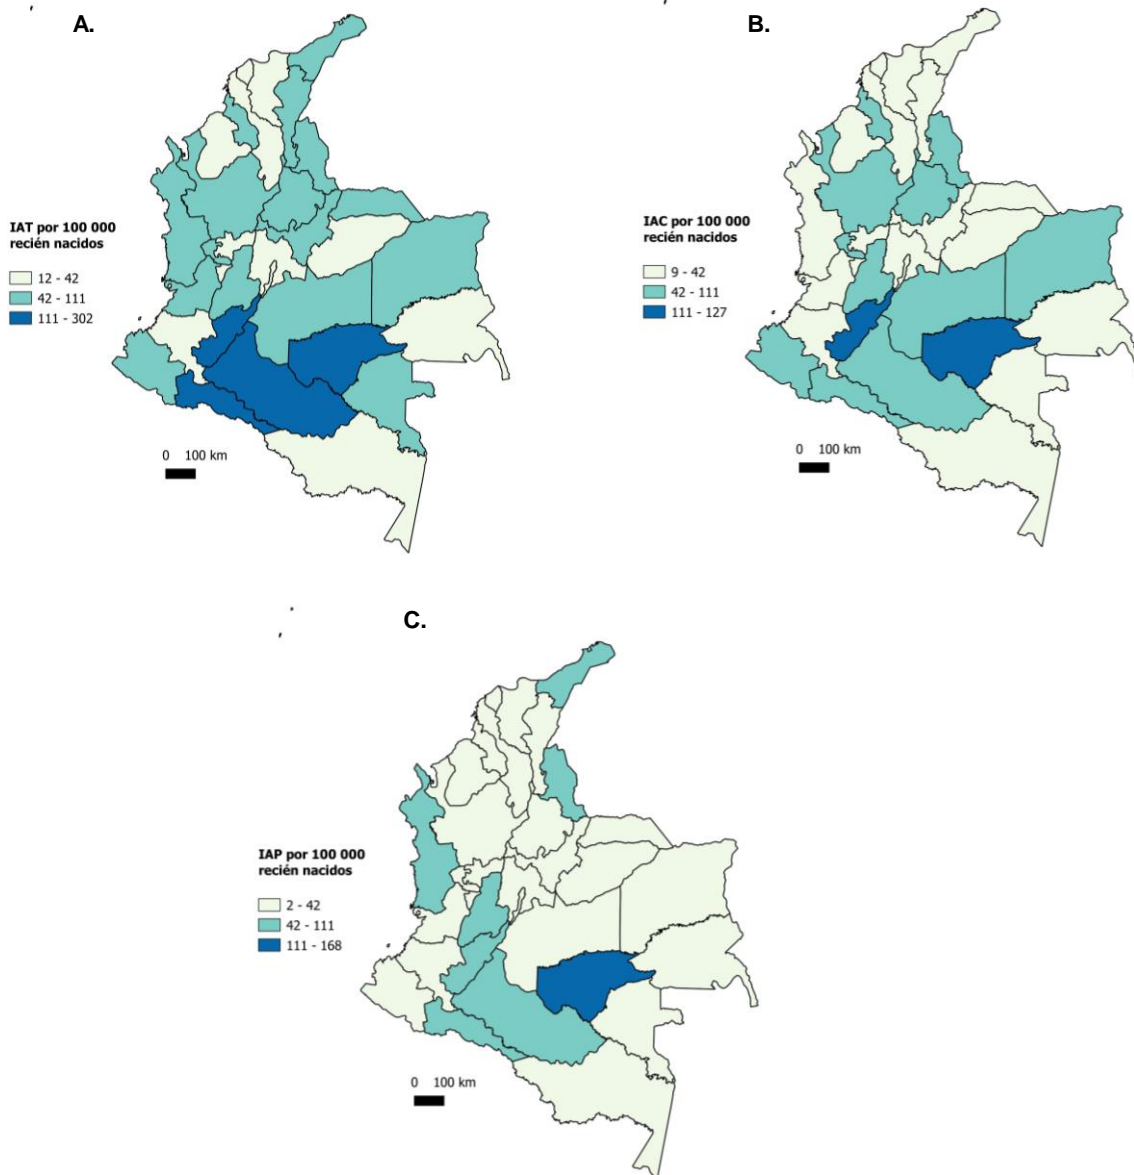 A.
IAT por 100 000
recién nacidos
12 - 42
42 - 111
111 - 302
0 100 km
B.
IAC por 100 000
recién nacidos
9 - 42
42 - 111
111 - 127
0 100 km
C.
IAP por 100 000
recién nacidos
2 - 42
42 - 111
111 - 168
0 100 km